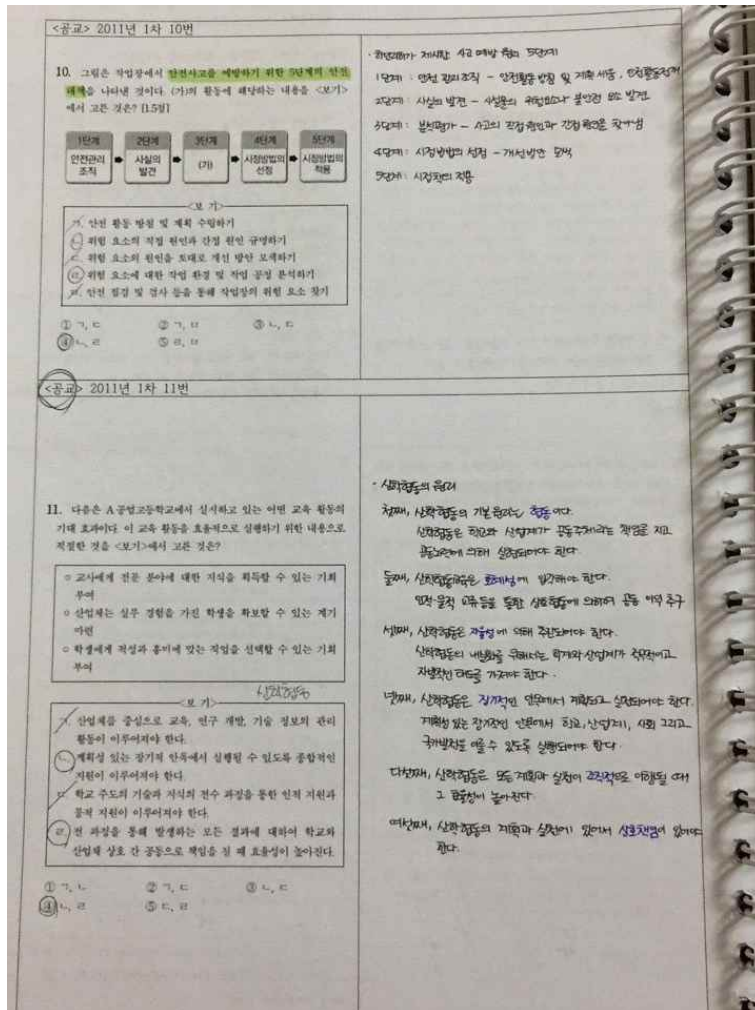 <공교> 2011년 1차 10번
10. 그림은 작업장에서 안전사고를 예방하기 위한 5단계의 안전
대책을 나타낸 것이다. (가)의 활동에 해당하는 내용을 <보기>
에서 고른 것은? [1.5점]
1단계 2단계 3단계 4단계 5단계
안전관리 조직 사실의 발견 (가) 시정방법의 선정 시정방법의 적용
<보 기>
ㄱ. 안전 활동 방침 및 계획 수립하기
ㄴ. 위험 요소의 직접 원인과 간접 원인 규명하기
ㄷ. 위험 요소의 원인을 토대로 개선 방안 모색하기
ㄹ. 위험 요소에 대한 작업 환경 및 작업 공정 분석하기
ㅁ. 안전 점검 및 검사 등을 통해 작업장의 위험 요소 찾기
① ㄱ, ㄷ ② ㄱ, ㅁ ③ ㄴ, ㄷ
④ ㄴ, ㄹ ⑤ ㄹ, ㅁ
제시한 사고 예방 원리 5단계
1단계 : 안전 관리 조직 - 안전활동 방침 및 계획 수립,
2단계 : 사실의 발견 - 불안전 요소 발견
3단계 : 분석평가 - 사고의 직접원인과 간접원인을 찾아냄
4단계 : 시정방법의 선정 - 개선방안 모색
5단계 : 시정책의 적용
<공교> 2011년 1차 11번
11. 다음은 A공업고등학교에서 실시하고 있는 어떤 교육 활동의
기대 효과이다. 이 교육 활동을 효율적으로 실행하기 위한 내용으로
적절한 것을 <보기>에서 고른 것은?
○ 교사에게 전문 분야에 대한 지식을 획득할 수 있는 기회
부여
○ 산업체는 실무 경험을 가진 학생을 확보할 수 있는 계기
마련
○ 학생에게 적성과 흥미에 맞는 직업을 선택할 수 있는 기회
부여
산학협동
<보 기>
ㄱ. 산업체를 중심으로 교육, 연구 개발, 기술 정보의 관리
활동이 이루어져야 한다.
ㄴ. 계획성 있는 장기적 안목에서 실행될 수 있도록 종합적인
지원이 이루어져야 한다.
ㄷ. 학교 주도의 기술과 지식의 전수 과정을 통한 인적 지원과
물적 지원이 이루어져야 한다.
ㄹ. 전 과정을 통해 발생하는 모든 결과에 대하여 학교와
산업체 상호 간 공동으로 책임을 질 때 효율성이 높아진다.
① ㄱ, ㄴ ② ㄱ, ㄷ ③ ㄴ, ㄷ
④ ㄴ, ㄹ ⑤ ㄷ, ㄹ
· 산학협동의 원리
첫째, 산학협동의 기본 원리는 협동이다.
산학협동은 학교와 산업계가 공동주체라는 책임을 지고
공동노력에 의해 실천되어야 한다.
둘째, 산학협동은 호혜성에 입각해야 한다.
인적·물적 교류 등을 통한 상호협동에 의하여 공동 이익 추구
셋째, 산학협동은 자율성에 의해 추진되어야 한다.
산학협동의 내실화를 위해서는 학계와 산업계가 능동적이고
자발적인 태도를 가져야 한다.
넷째, 산학협동은 장기적인 안목에서 계획되고 실천되어야 한다.
계획성 있는 장기적인 안목에서 학교, 산업계, 사회 그리고
국가발전을 이룰 수 있도록 실행되어야 한다.
다섯째, 산학협동은 모든 계획과 실천이 조직적으로 이행될 때
그 효율성이 높아진다.
여섯째, 산학협동의 계획과 실천에 있어서 상호책임이 있어야
한다.